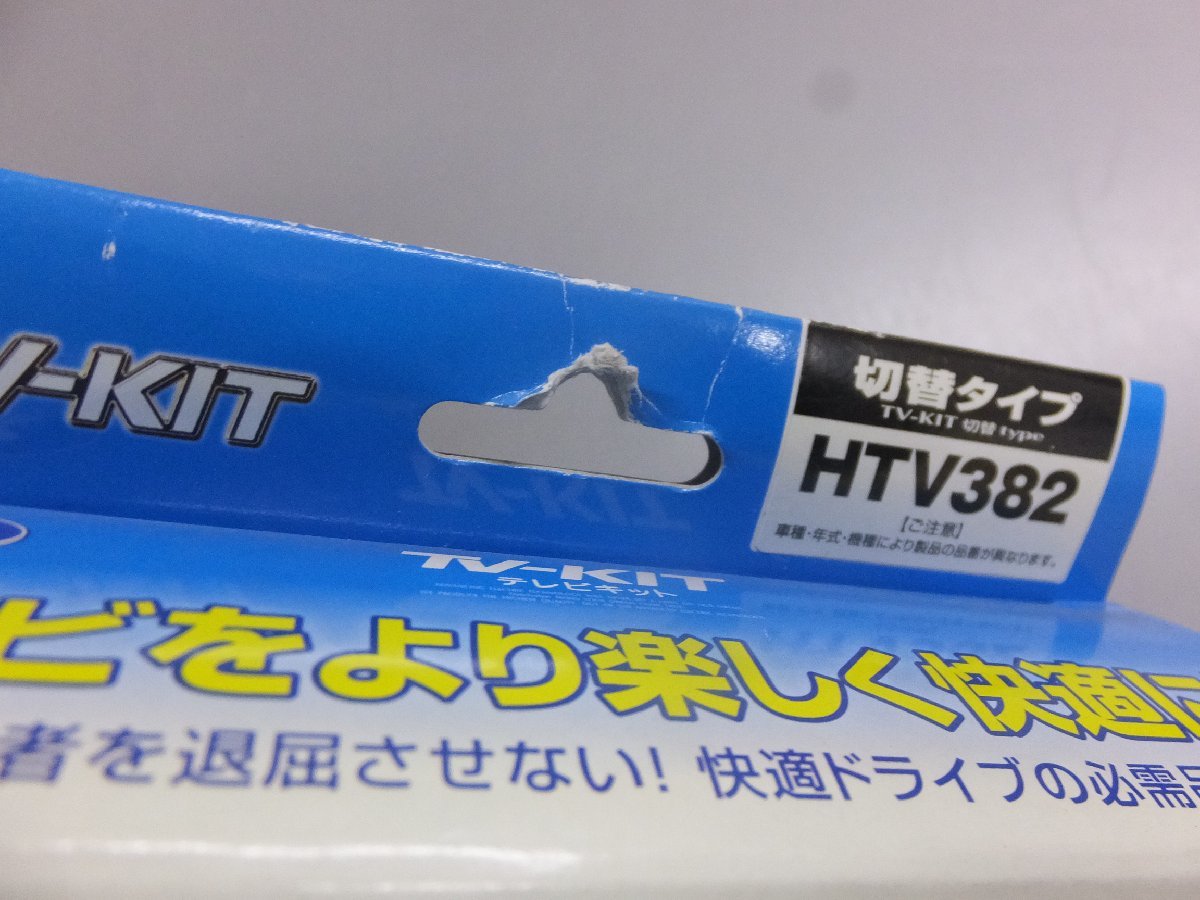 V-KIT
切替タイプ
TV-KIT 切替 type
HTV382
【ご注意】
車種・年式・機種により製品の品番が異なります。
TV-KIT
テレビキット
ビをより楽しく快適に
者を退屈させない! 快適ドライブの必需品